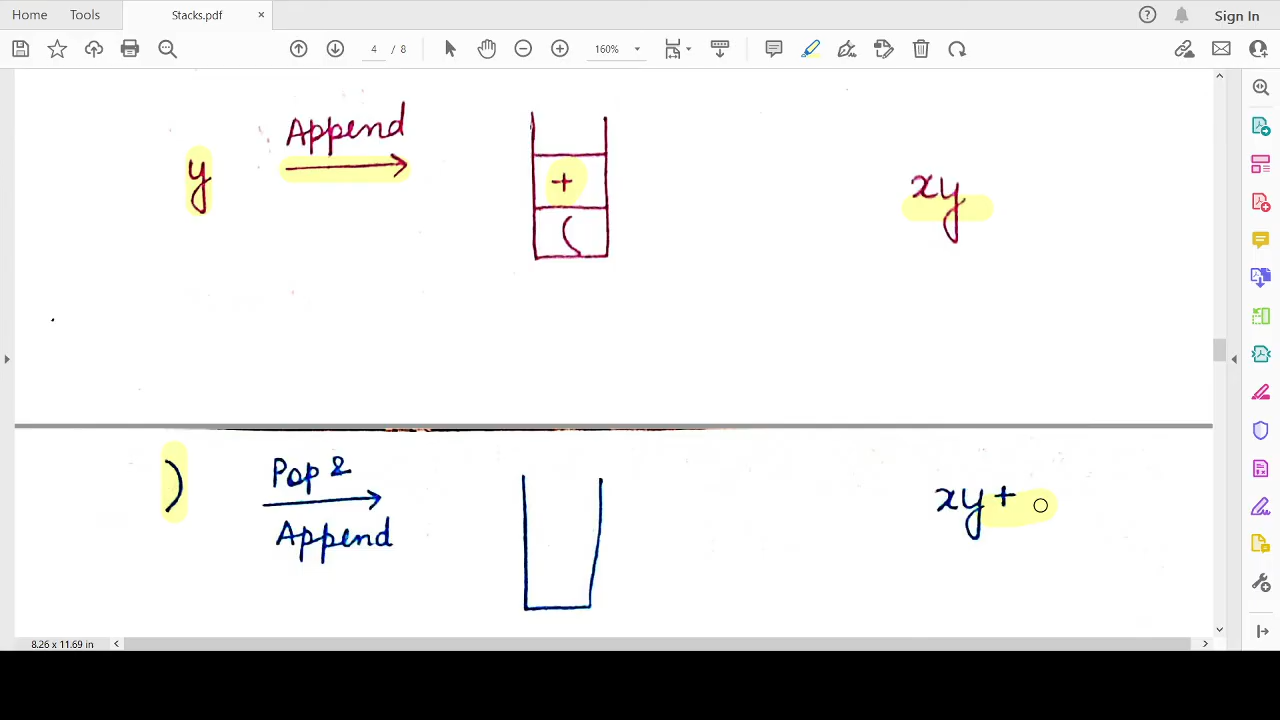 Home Tools Stacks.pdf × Sign In
4 / 8 160%
y Append + ( xy
) Pop & Append xy+
8.26 x 11.69 in